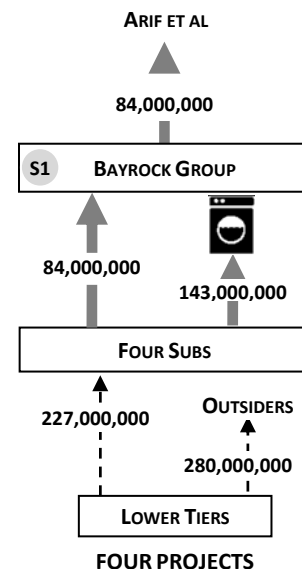 ARIF ET AL
84,000,000
S1 BAYROCK GROUP
84,000,000
143,000,000
FOUR SUBS
227,000,000
OUTSIDERS
280,000,000
LOWER TIERS
FOUR PROJECTS